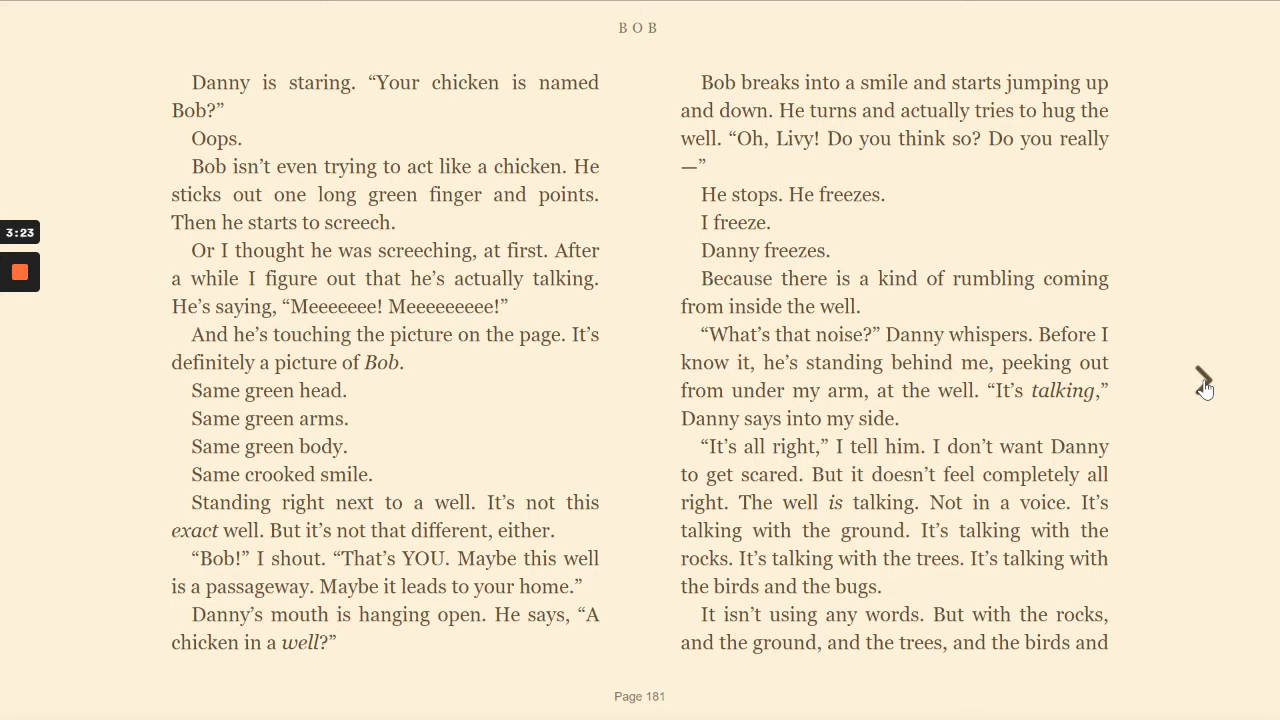 BOB
Danny is staring. “Your chicken is named
Bob?”
Oops.
Bob isn’t even trying to act like a chicken. He
sticks out one long green finger and points.
Then he starts to screech.
Or I thought he was screeching, at first. After
a while I figure out that he’s actually talking.
He’s saying, “Meeeeeee! Meeeeeeeee!”
And he’s touching the picture on the page. It’s
definitely a picture of Bob.
Same green head.
Same green arms.
Same green body.
Same crooked smile.
Standing right next to a well. It’s not this
exact well. But it’s not that different, either.
“Bob!” I shout. “That’s YOU. Maybe this well
is a passageway. Maybe it leads to your home.”
Danny’s mouth is hanging open. He says, “A
chicken in a well?”
Bob breaks into a smile and starts jumping up
and down. He turns and actually tries to hug the
well. “Oh, Livy! Do you think so? Do you really
—”
He stops. He freezes.
I freeze.
Danny freezes.
Because there is a kind of rumbling coming
from inside the well.
“What’s that noise?” Danny whispers. Before I
know it, he’s standing behind me, peeking out
from under my arm, at the well. “It’s talking,”
Danny says into my side.
“It’s all right,” I tell him. I don’t want Danny
to get scared. But it doesn’t feel completely all
right. The well is talking. Not in a voice. It’s
talking with the ground. It’s talking with the
rocks. It’s talking with the trees. It’s talking with
the birds and the bugs.
It isn’t using any words. But with the rocks,
and the ground, and the trees, and the birds and
Page 181
3:23